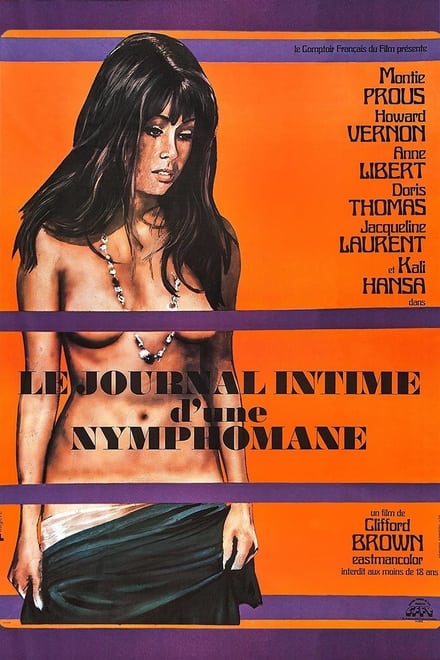 le Comptoir Français du Film présente
Montie
PROUS
Howard
VERNON
Anne
LIBERT
Doris
THOMAS
Jacqueline
LAURENT
et Kali
HANSA
dans
LE JOURNAL INTIME
d'une
NYMPHOMANE
un film de
Clifford
BROWN
eastmancolor
interdit aux moins de 18 ans